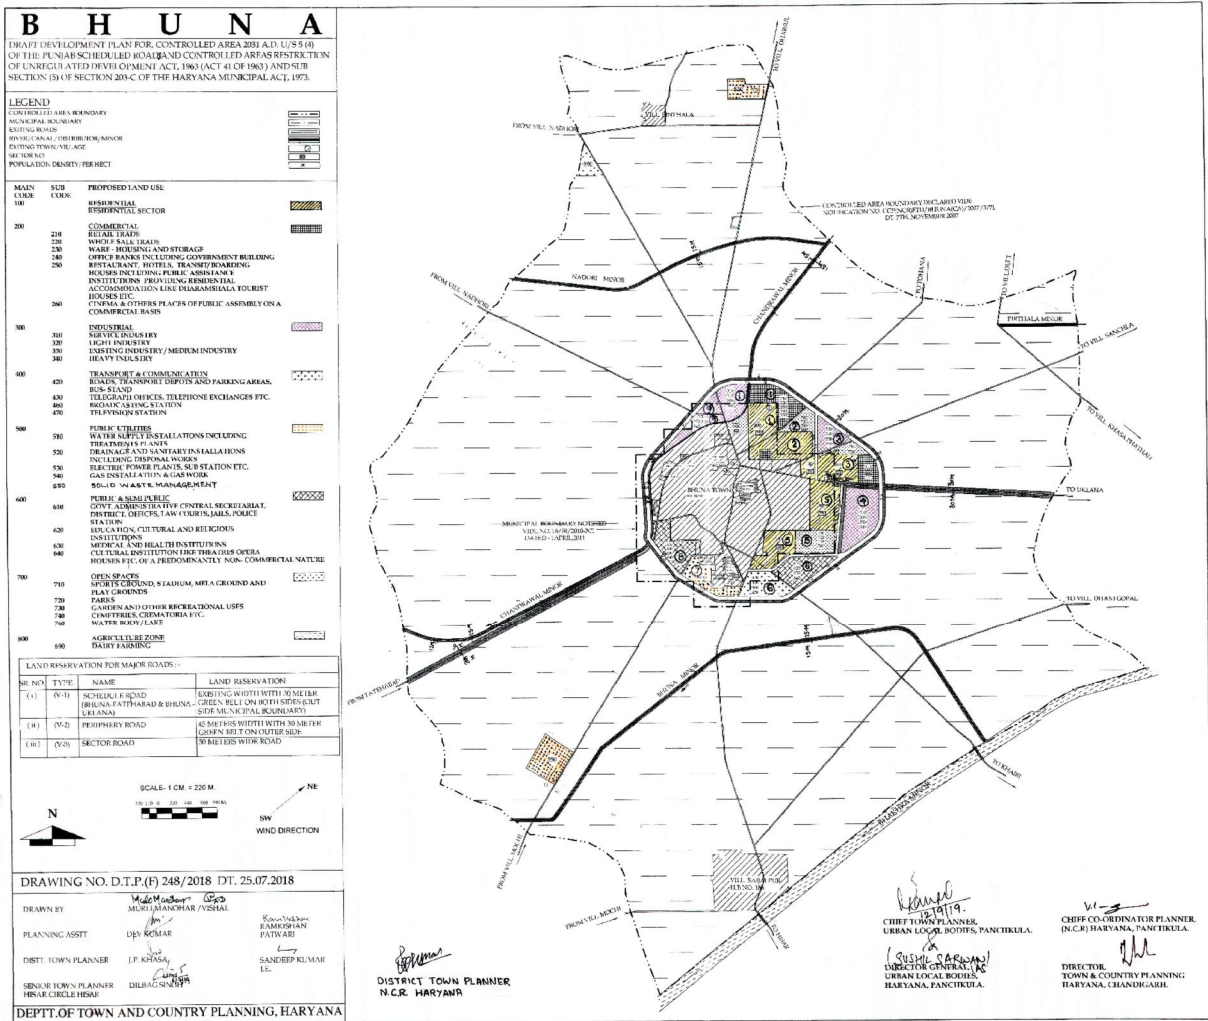 B H U N A
DRAFT DEVELOPMENT PLAN FOR, CONTROLLED AREA 2031 A.D. U/S 5 (4)
OF THE PUNJAB SCHEDULED ROADS AND CONTROLLED AREAS RESTRICTION
OF UNREGULATED DEVELOPMENT ACT, 1963 (ACT 41 OF 1963 ) AND SUB
SECTION (5) OF SECTION 203-C OF THE HARYANA MUNICIPAL ACT, 1973.
LEGEND
CONTROLLED AREA BOUNDARY
MUNICIPAL BOUNDARY
EXITING ROADS
RIVER/CANAL/DISTRIBUTOR/MINOR
EXITING TOWN/VILLAGE
SECTOR NO
POPULATION DENSITY/PER HECT
MAIN CODE SUB CODE PROPOSED LAND USE
100 RESIDENTIAL
RESIDENTIAL SECTOR
200 COMMERCIAL
210 RETAIL TRADE
220 WHOLE SALE TRADE
230 WARE - HOUSING AND STORAGE
240 OFFICE BANKS INCLUDING GOVERNMENT BUILDING
250 RESTAURANT, HOTELS, TRANSIT/BOARDING
HOUSES INCLUDING PUBLIC ASSISTANCE
INSTITUTIONS PROVIDING RESIDENTIAL
ACCOMMODATION LIKE DHARAMSHALA TOURIST
HOUSES ETC.
260 CINEMA & OTHERS PLACES OF PUBLIC ASSEMBLY ON A
COMMERCIAL BASIS
300 INDUSTRIAL
310 SERVICE INDUSTRY
320 LIGHT INDUSTRY
330 EXISTING INDUSTRY / MEDIUM INDUSTRY
340 HEAVY INDUSTRY
400 TRANSPORT & COMMUNICATION
420 ROADS, TRANSPORT DEPOTS AND PARKING AREAS,
BUS- STAND
430 TELEGRAPH OFFICES, TELEPHONE EXCHANGES ETC.
460 BROADCASTING STATION
470 TELEVISION STATION
500 PUBLIC UTILITIES
510 WATER SUPPLY INSTALLATIONS INCLUDING
TREATMENTS PLANTS
520 DRAINAGE AND SANITARY INSTALLATIONS
INCLUDING DISPOSAL WORKS
530 ELECTRIC POWER PLANTS, SUB STATION ETC.
540 GAS INSTALLATION & GAS WORK
550 SOLID WASTE MANAGEMENT
600 PUBLIC & SEMI PUBLIC
610 GOVT. ADMINISTRATIVE CENTRAL SECRETARIAT,
DISTRICT, OFFICES, LAW COURTS, JAILS, POLICE
STATION
620 EDUCATION, CULTURAL AND RELIGIOUS
INSTITUTIONS
630 MEDICAL AND HEALTH INSTITUTIONS
640 CULTURAL INSTITUTION LIKE THEATRES OPERA
HOUSES ETC. OF A PREDOMINANTLY NON- COMMERCIAL NATURE
700 OPEN SPACES
710 SPORTS GROUND, STADIUM, MELA GROUND AND
PLAY GROUNDS
720 PARKS
730 GARDEN AND OTHER RECREATIONAL USES
740 CEMETERIES, CREMATORIA ETC.
760 WATER BODY/LAKE
800 AGRICULTURE ZONE
890 DAIRY FARMING
LAND RESERVATION FOR MAJOR ROADS : -
SR. NO. TYPE NAME LAND RESERVATION
( i ) (V-1) SCHEDULE ROAD (BHUNA-FATEHABAD & BHUNA - UKLANA) EXISTING WIDTH WITH 30 METER GREEN BELT ON BOTH SIDES (OUT SIDE MUNICIPAL BOUNDARY)
( ii ) (V-2) PERIPHERY ROAD 45 METERS WIDTH WITH 30 METER GREEN BELT ON OUTER SIDE
( iii ) (V-3) SECTOR ROAD 30 METERS WIDE ROAD
SCALE- 1 CM. = 220 M.
N
NE
SW
WIND DIRECTION
DRAWING NO. D.T.P.(F) 248/2018 DT. 25.07.2018
DRAWN BY MURLI MANOHAR / VISHAL
PLANNING ASSTT DEV KUMAR RAMKISHAN
PATWARI
DISTT. TOWN PLANNER J.P. KHASA, SANDEEP KUMAR
J.E.
SENIOR TOWN PLANNER DILBAG SINGH
HISAR CIRCLE HISAR
DEPTT.OF TOWN AND COUNTRY PLANNING, HARYANA
FROM VILL. NADHORI
CONTROLLED AREA BOUNDARY DECLARED VIDE
DT. 7TH, NOVEMBER 2007
NADORI MINOR
CHANDRAWAL MINOR
FROM VILL. NADHORI
TO TOHANA
PIRTHALA MINOR
TO VILL. SANCHLA
TO VILL. KHASA PHATHAN
BHUNA TOWN
TO UKLANA
MUNICIPAL BOUNDARY NOTIFIED
CHANDRAWAL MINOR
FROM FATEHABAD
TO VILL. DHANI GOPAL
BHUNA MINOR
TO KHAIRI
BHAKHRA MINOR
FROM VILL. MOCHI
FROM VILL. MOCHI
TO HISAR
DISTRICT TOWN PLANNER
N.C.R. HARYANA
12/9/19.
CHIEF TOWN PLANNER,
URBAN LOCAL BODIES, PANCHKULA.
(SUSHIL SARWAN)
IAS
DIRECTOR GENERAL,
URBAN LOCAL BODIES,
HARYANA, PANCHKULA.
CHIEF CO-ORDINATOR PLANNER,
(N.C.R) HARYANA, PANCHKULA.
DIRECTOR,
TOWN & COUNTRY PLANNING
HARYANA, CHANDIGARH.